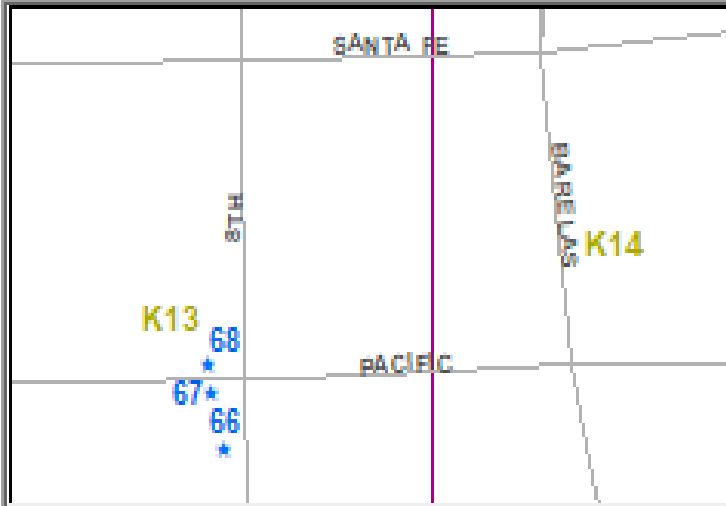 SANTA FE
BARELAS
8TH
K14
K13
68
PACIFIC
67
66